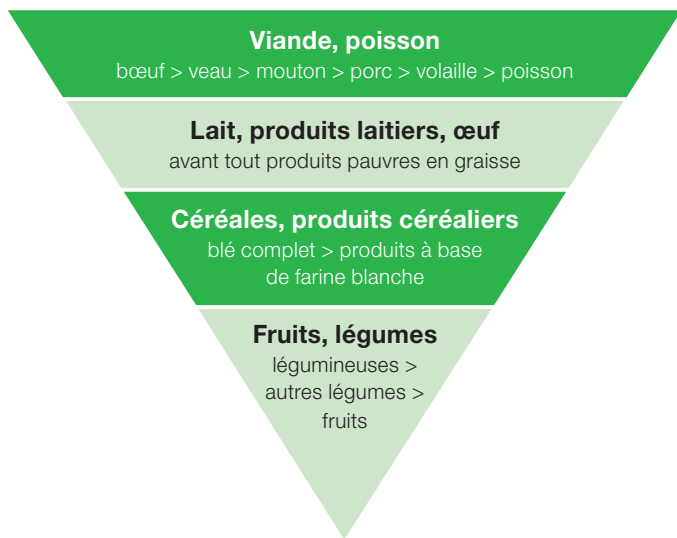 Viande, poisson
bœuf > veau > mouton > porc > volaille > poisson
Lait, produits laitiers, œuf
avant tout produits pauvres en graisse
Céréales, produits céréaliers
blé complet > produits à base
de farine blanche
Fruits, légumes
légumineuses >
autres légumes >
fruits